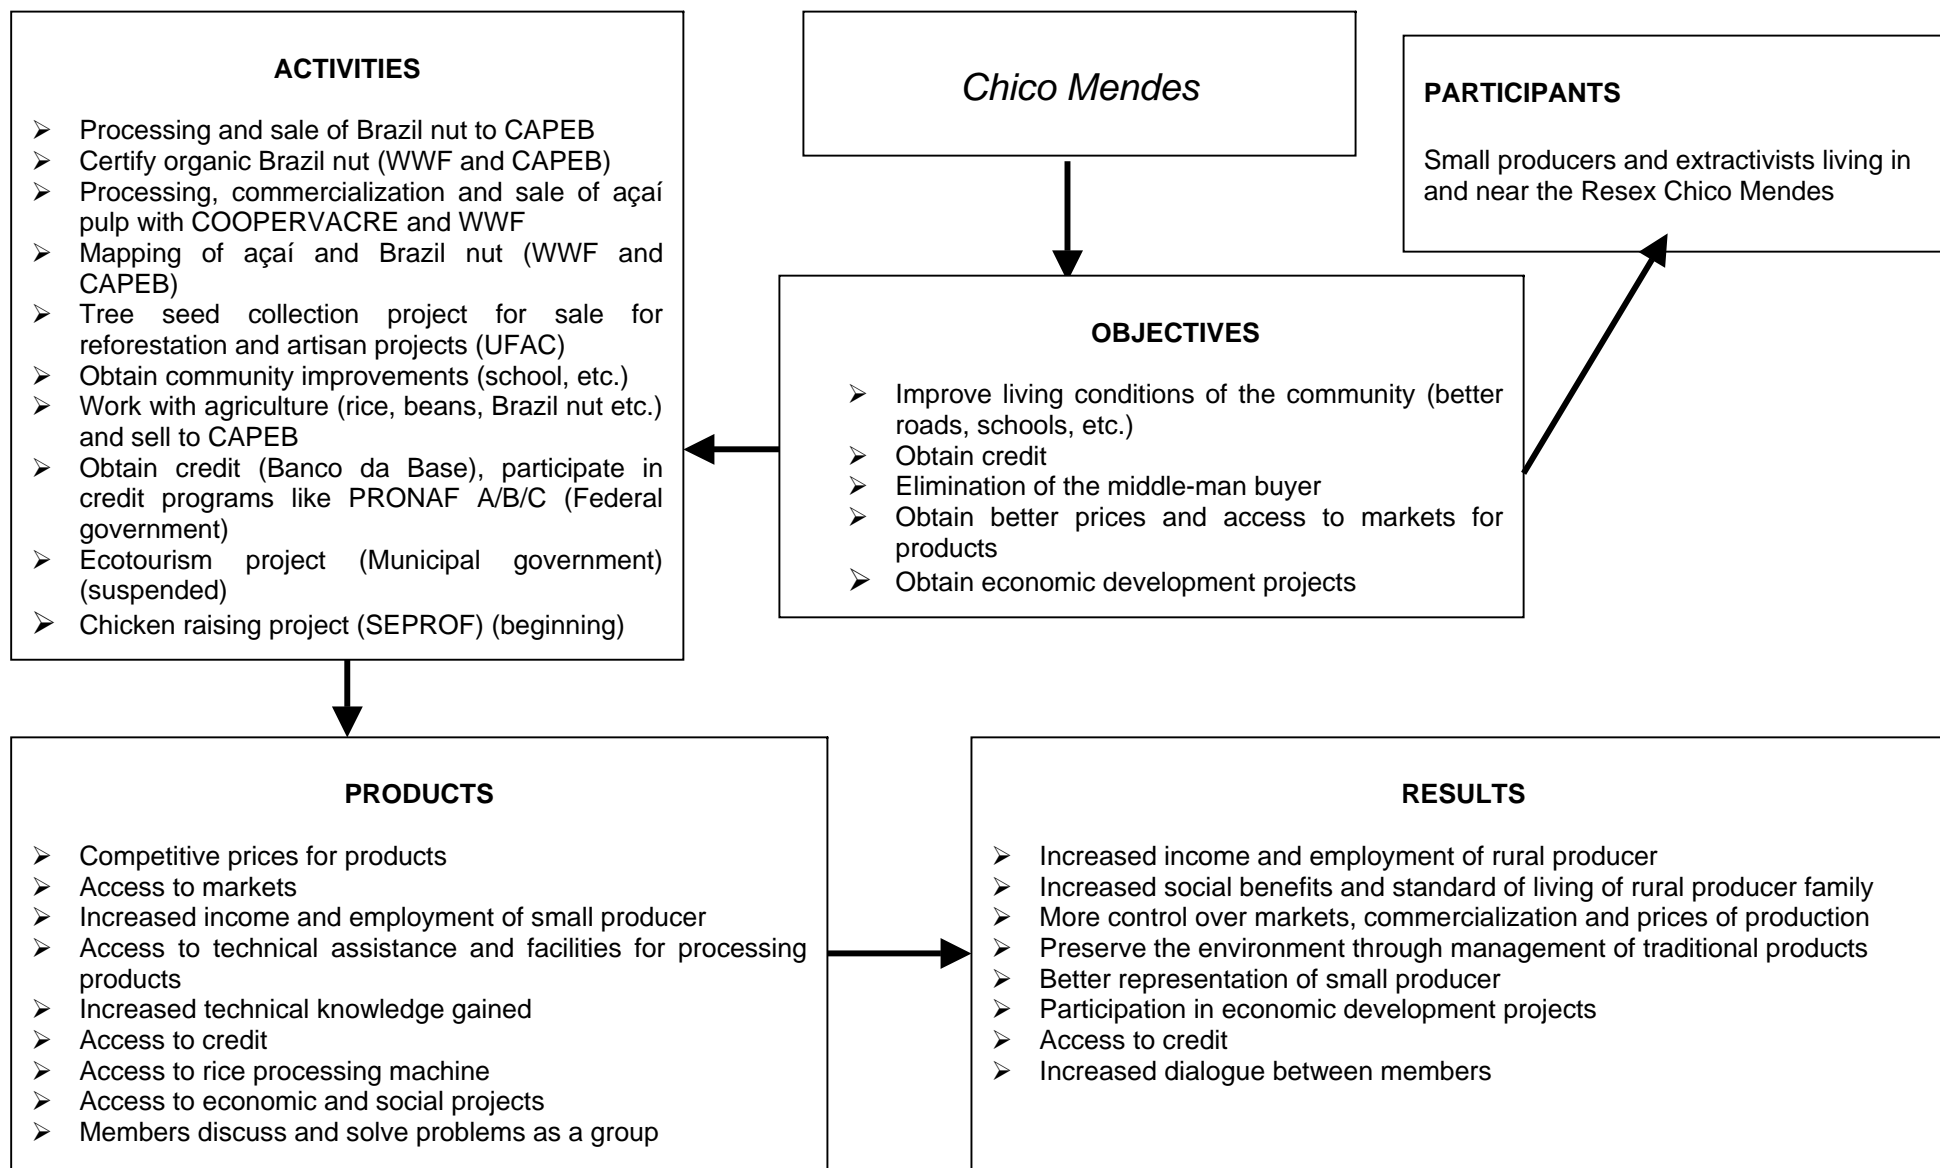 ACTIVITIES
➢ Processing and sale of Brazil nut to CAPEB
➢ Certify organic Brazil nut (WWF and CAPEB)
➢ Processing, commercialization and sale of açaí
pulp with COOPERVACRE and WWF
➢ Mapping of açaí and Brazil nut (WWF and
CAPEB)
➢ Tree seed collection project for sale for
reforestation and artisan projects (UFAC)
➢ Obtain community improvements (school, etc.)
➢ Work with agriculture (rice, beans, Brazil nut etc.)
and sell to CAPEB
➢ Obtain credit (Banco da Base), participate in
credit programs like PRONAF A/B/C (Federal
government)
➢ Ecotourism project (Municipal government)
(suspended)
➢ Chicken raising project (SEPROF) (beginning)
Chico Mendes
PARTICIPANTS
Small producers and extractivists living in
and near the Resex Chico Mendes
OBJECTIVES
➢ Improve living conditions of the community (better
roads, schools, etc.)
➢ Obtain credit
➢ Elimination of the middle-man buyer
➢ Obtain better prices and access to markets for
products
➢ Obtain economic development projects
PRODUCTS
➢ Competitive prices for products
➢ Access to markets
➢ Increased income and employment of small producer
➢ Access to technical assistance and facilities for processing
products
➢ Increased technical knowledge gained
➢ Access to credit
➢ Access to rice processing machine
➢ Access to economic and social projects
➢ Members discuss and solve problems as a group
RESULTS
➢ Increased income and employment of rural producer
➢ Increased social benefits and standard of living of rural producer family
➢ More control over markets, commercialization and prices of production
➢ Preserve the environment through management of traditional products
➢ Better representation of small producer
➢ Participation in economic development projects
➢ Access to credit
➢ Increased dialogue between members